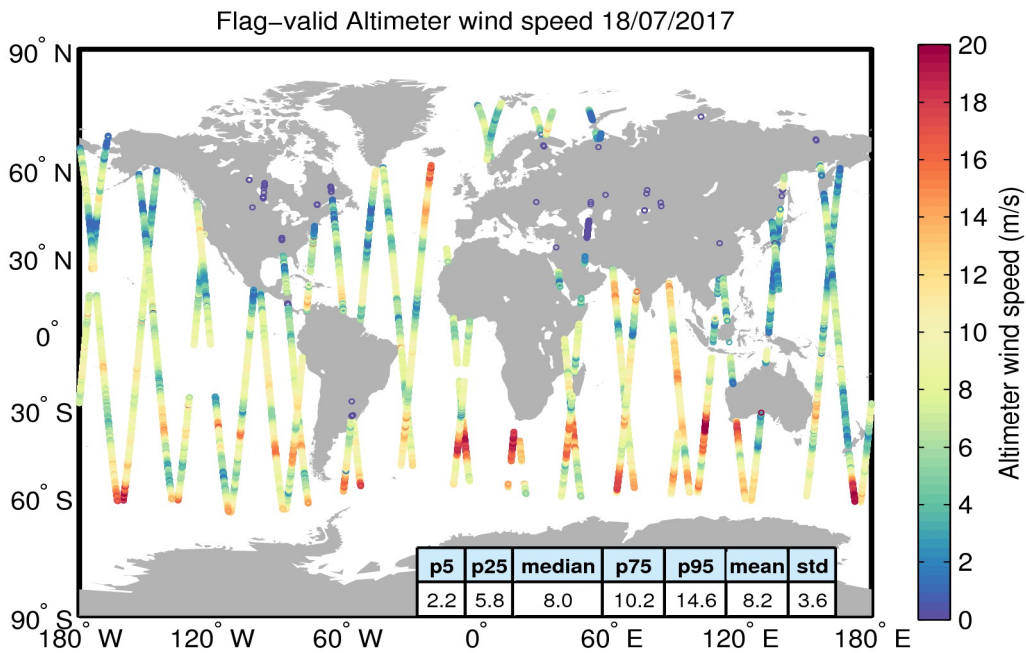 Flag−valid Altimeter wind speed 18/07/2017
90° N
60° N
30° N
0°
30° S
60° S
90° S
180° W
120° W
60° W
0°
60° E
120° E
180° E
p5 p25 median p75 p95 mean std
2.2 5.8 8.0 10.2 14.6 8.2 3.6
20
18
16
14
12
10
8
6
4
2
0
Altimeter wind speed (m/s)